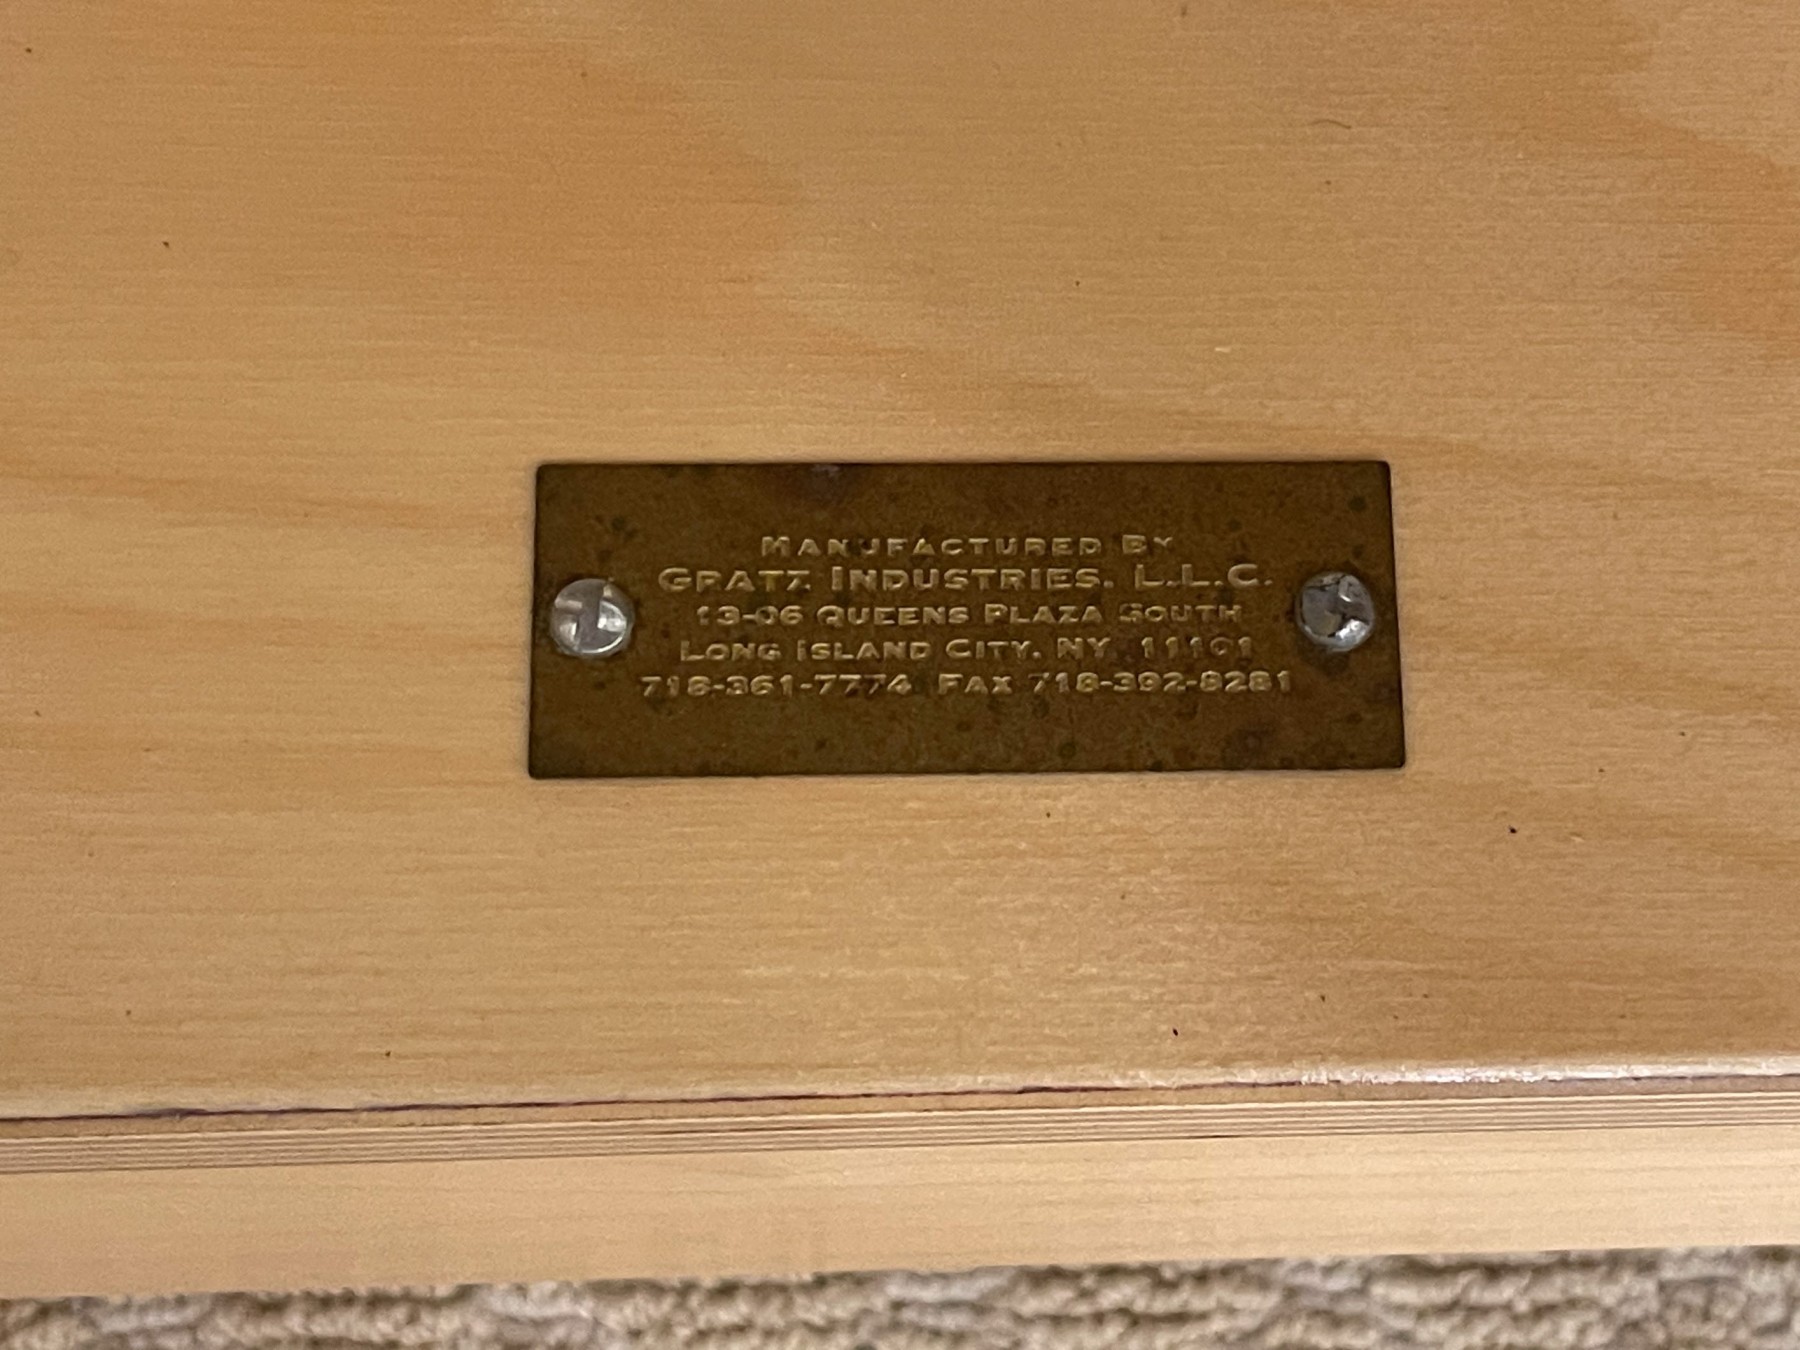 MANUFACTURED BY
GRATZ INDUSTRIES, L.L.C.
13-06 QUEENS PLAZA SOUTH
LONG ISLAND CITY, NY 11101
718-361-7774 FAX 718-392-8281